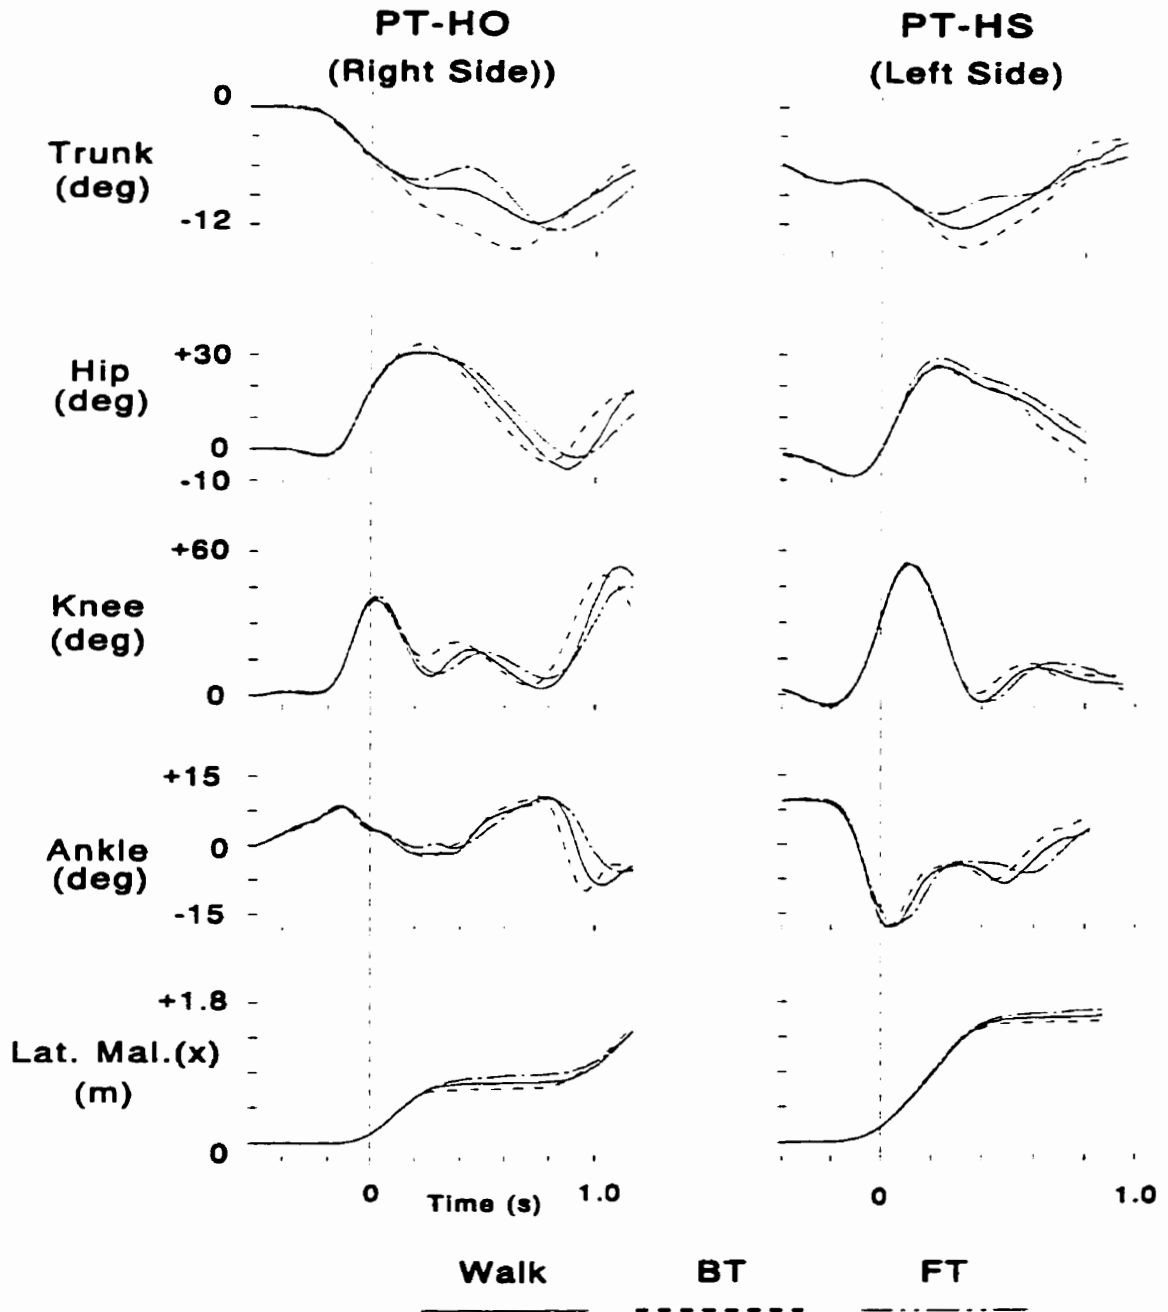 PT-HO PT-HS
(Right Side)) (Left Side)
0
Trunk
(deg)
-12
+30
Hip
(deg)
0
-10
+60
Knee
(deg)
0
+15
Ankle
(deg)
0
-15
+1.8
Lat. Mal.(x)
(m)
0
0 Time (s) 1.0 0 1.0
Walk BT FT